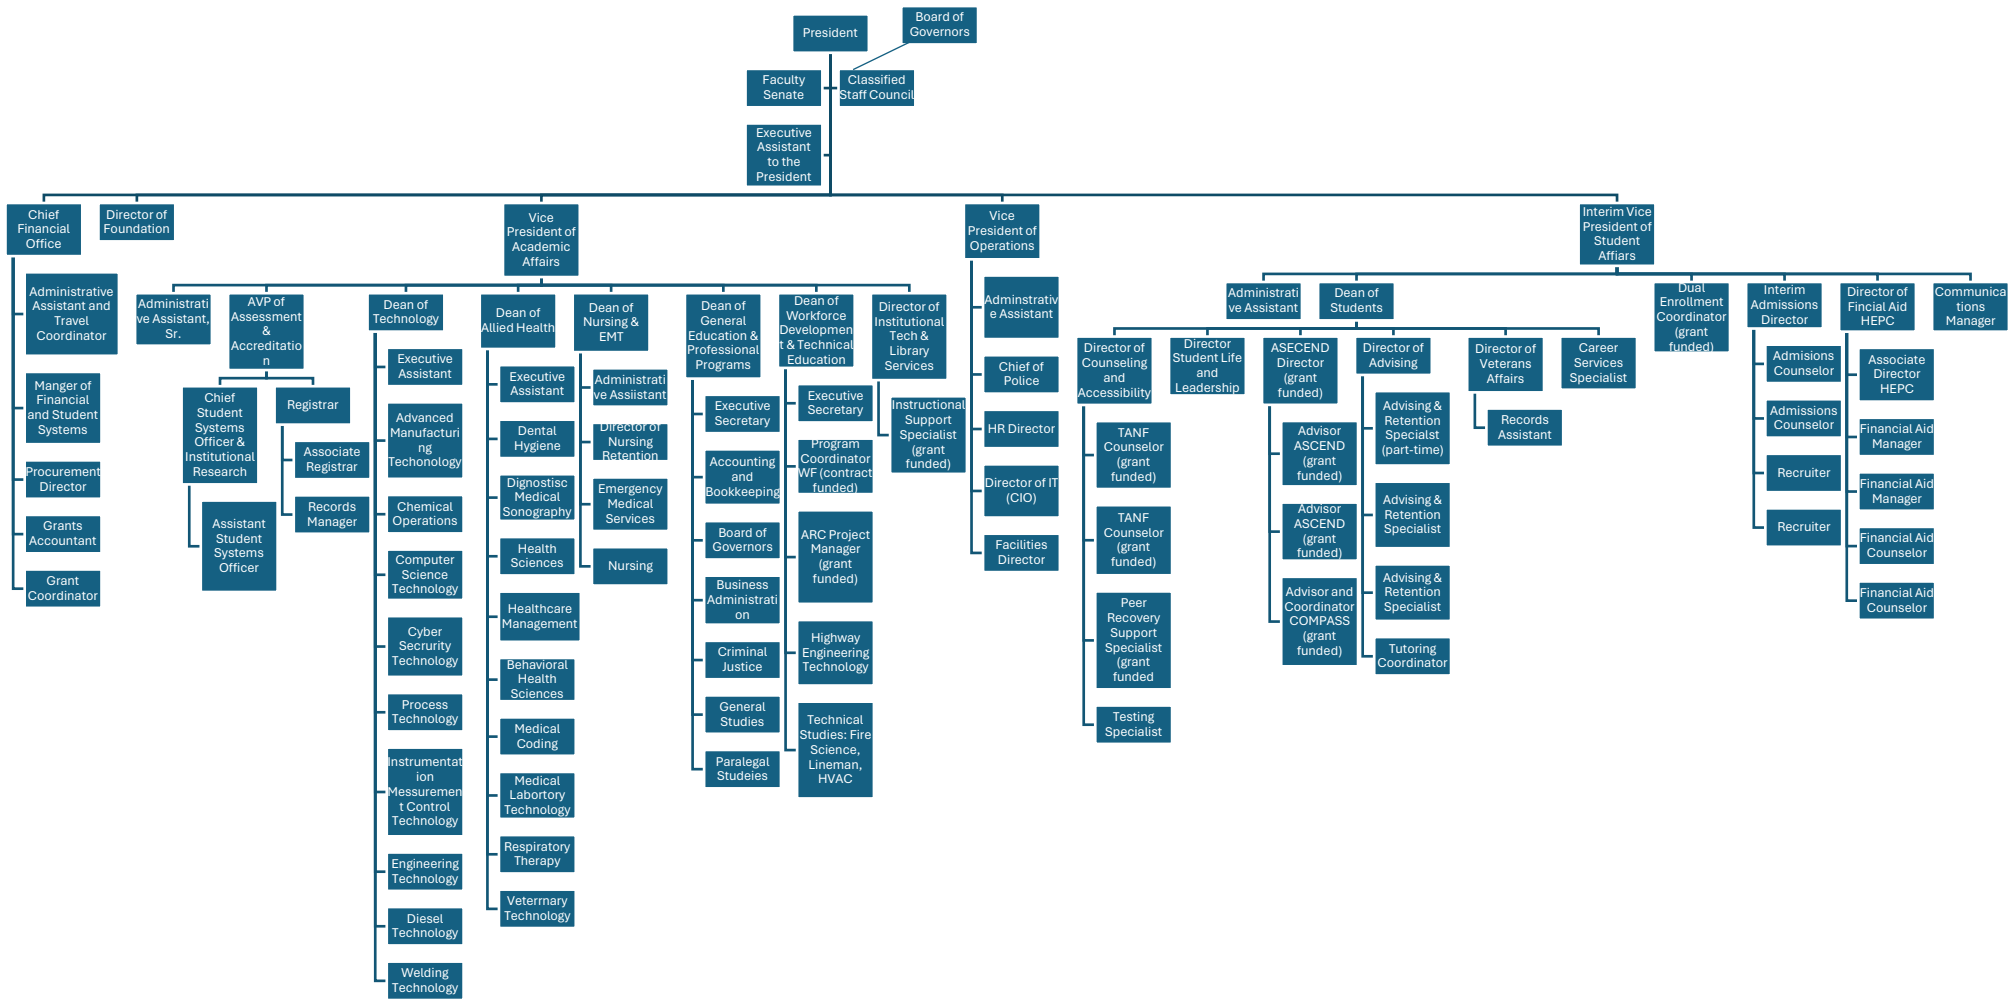 President
Board of
Governors
Faculty
Senate
Classified
Staff Council
Executive
Assistant
to the
President
Chief
Financial
Office
Director of
Foundation
Vice
President of
Academic
Affairs
Vice
President of
Operations
Interim Vice
President of
Student
Affiars
Administrative
Assistant and
Travel
Coordinator
Manger of
Financial
and Student
Systems
Procurement
Director
Grants
Accountant
Grant
Coordinator
Administrati
ve Assistant,
Sr.
AVP of
Assessment
&
Accreditatio
n
Chief
Student
Systems
Officer &
Institutional
Research
Assistant
Student
Systems
Officer
Registrar
Associate
Registrar
Records
Manager
Dean of
Technology
Executive
Assistant
Advanced
Manufacturi
ng
Techonology
Chemical
Operations
Computer
Science
Technology
Cyber
Secrurity
Technology
Process
Technology
Instrumentat
ion
Messuremen
t Control
Technology
Engineering
Technology
Diesel
Technology
Welding
Technology
Dean of
Allied Health
Executive
Assistant
Dental
Hygiene
Dignostisc
Medical
Sonography
Health
Sciences
Healthcare
Management
Behavioral
Health
Sciences
Medical
Coding
Medical
Labortory
Technology
Respiratory
Therapy
Veterrnary
Technology
Dean of
Nursing &
EMT
Administrati
ve Assiistant
Director of
Nursing
Retention
Emergency
Medical
Services
Nursing
Dean of
General
Education &
Professional
Programs
Executive
Secretary
Accounting
and
Bookkeeping
Board of
Governors
Business
Administrati
on
Criminal
Justice
General
Studies
Paralegal
Studeies
Dean of
Workforce
Developmen
t & Technical
Education
Executive
Secretary
Program
Coordinator
WF (contract
funded)
ARC Project
Manager
(grant
funded)
Highway
Engineering
Technology
Technical
Studies: Fire
Science,
Lineman,
HVAC
Director of
Institutional
Tech &
Library
Services
Instructional
Support
Specialist
(grant
funded)
Adminstrativ
e Assistant
Chief of
Police
HR Director
Director of IT
(CIO)
Facilities
Director
Administrati
ve Assistant
Dean of
Students
Director of
Counseling
and
Accessibility
TANF
Counselor
(grant
funded)
TANF
Counselor
(grant
funded)
Peer
Recovery
Support
Specialist
(grant
funded
Testing
Specialist
Director
Student Life
and
Leadership
ASECEND
Director
(grant
funded)
Advisor
ASCEND
(grant
funded)
Advisor
ASCEND
(grant
funded)
Advisor and
Coordinator
COMPASS
(grant
funded)
Director of
Advising
Advising &
Retention
Specialst
(part-time)
Advising &
Retention
Specialist
Advising &
Retention
Specialist
Tutoring
Coordinator
Director of
Veterans
Affairs
Records
Assistant
Career
Services
Specialist
Dual
Enrollment
Coordinator
(grant
funded)
Interim
Admissions
Director
Admisions
Counselor
Admissions
Counselor
Recruiter
Recruiter
Director of
Fincial Aid
HEPC
Associate
Director
HEPC
Financial Aid
Manager
Financial Aid
Manager
Financial Aid
Counselor
Financial Aid
Counselor
Communica
tions
Manager